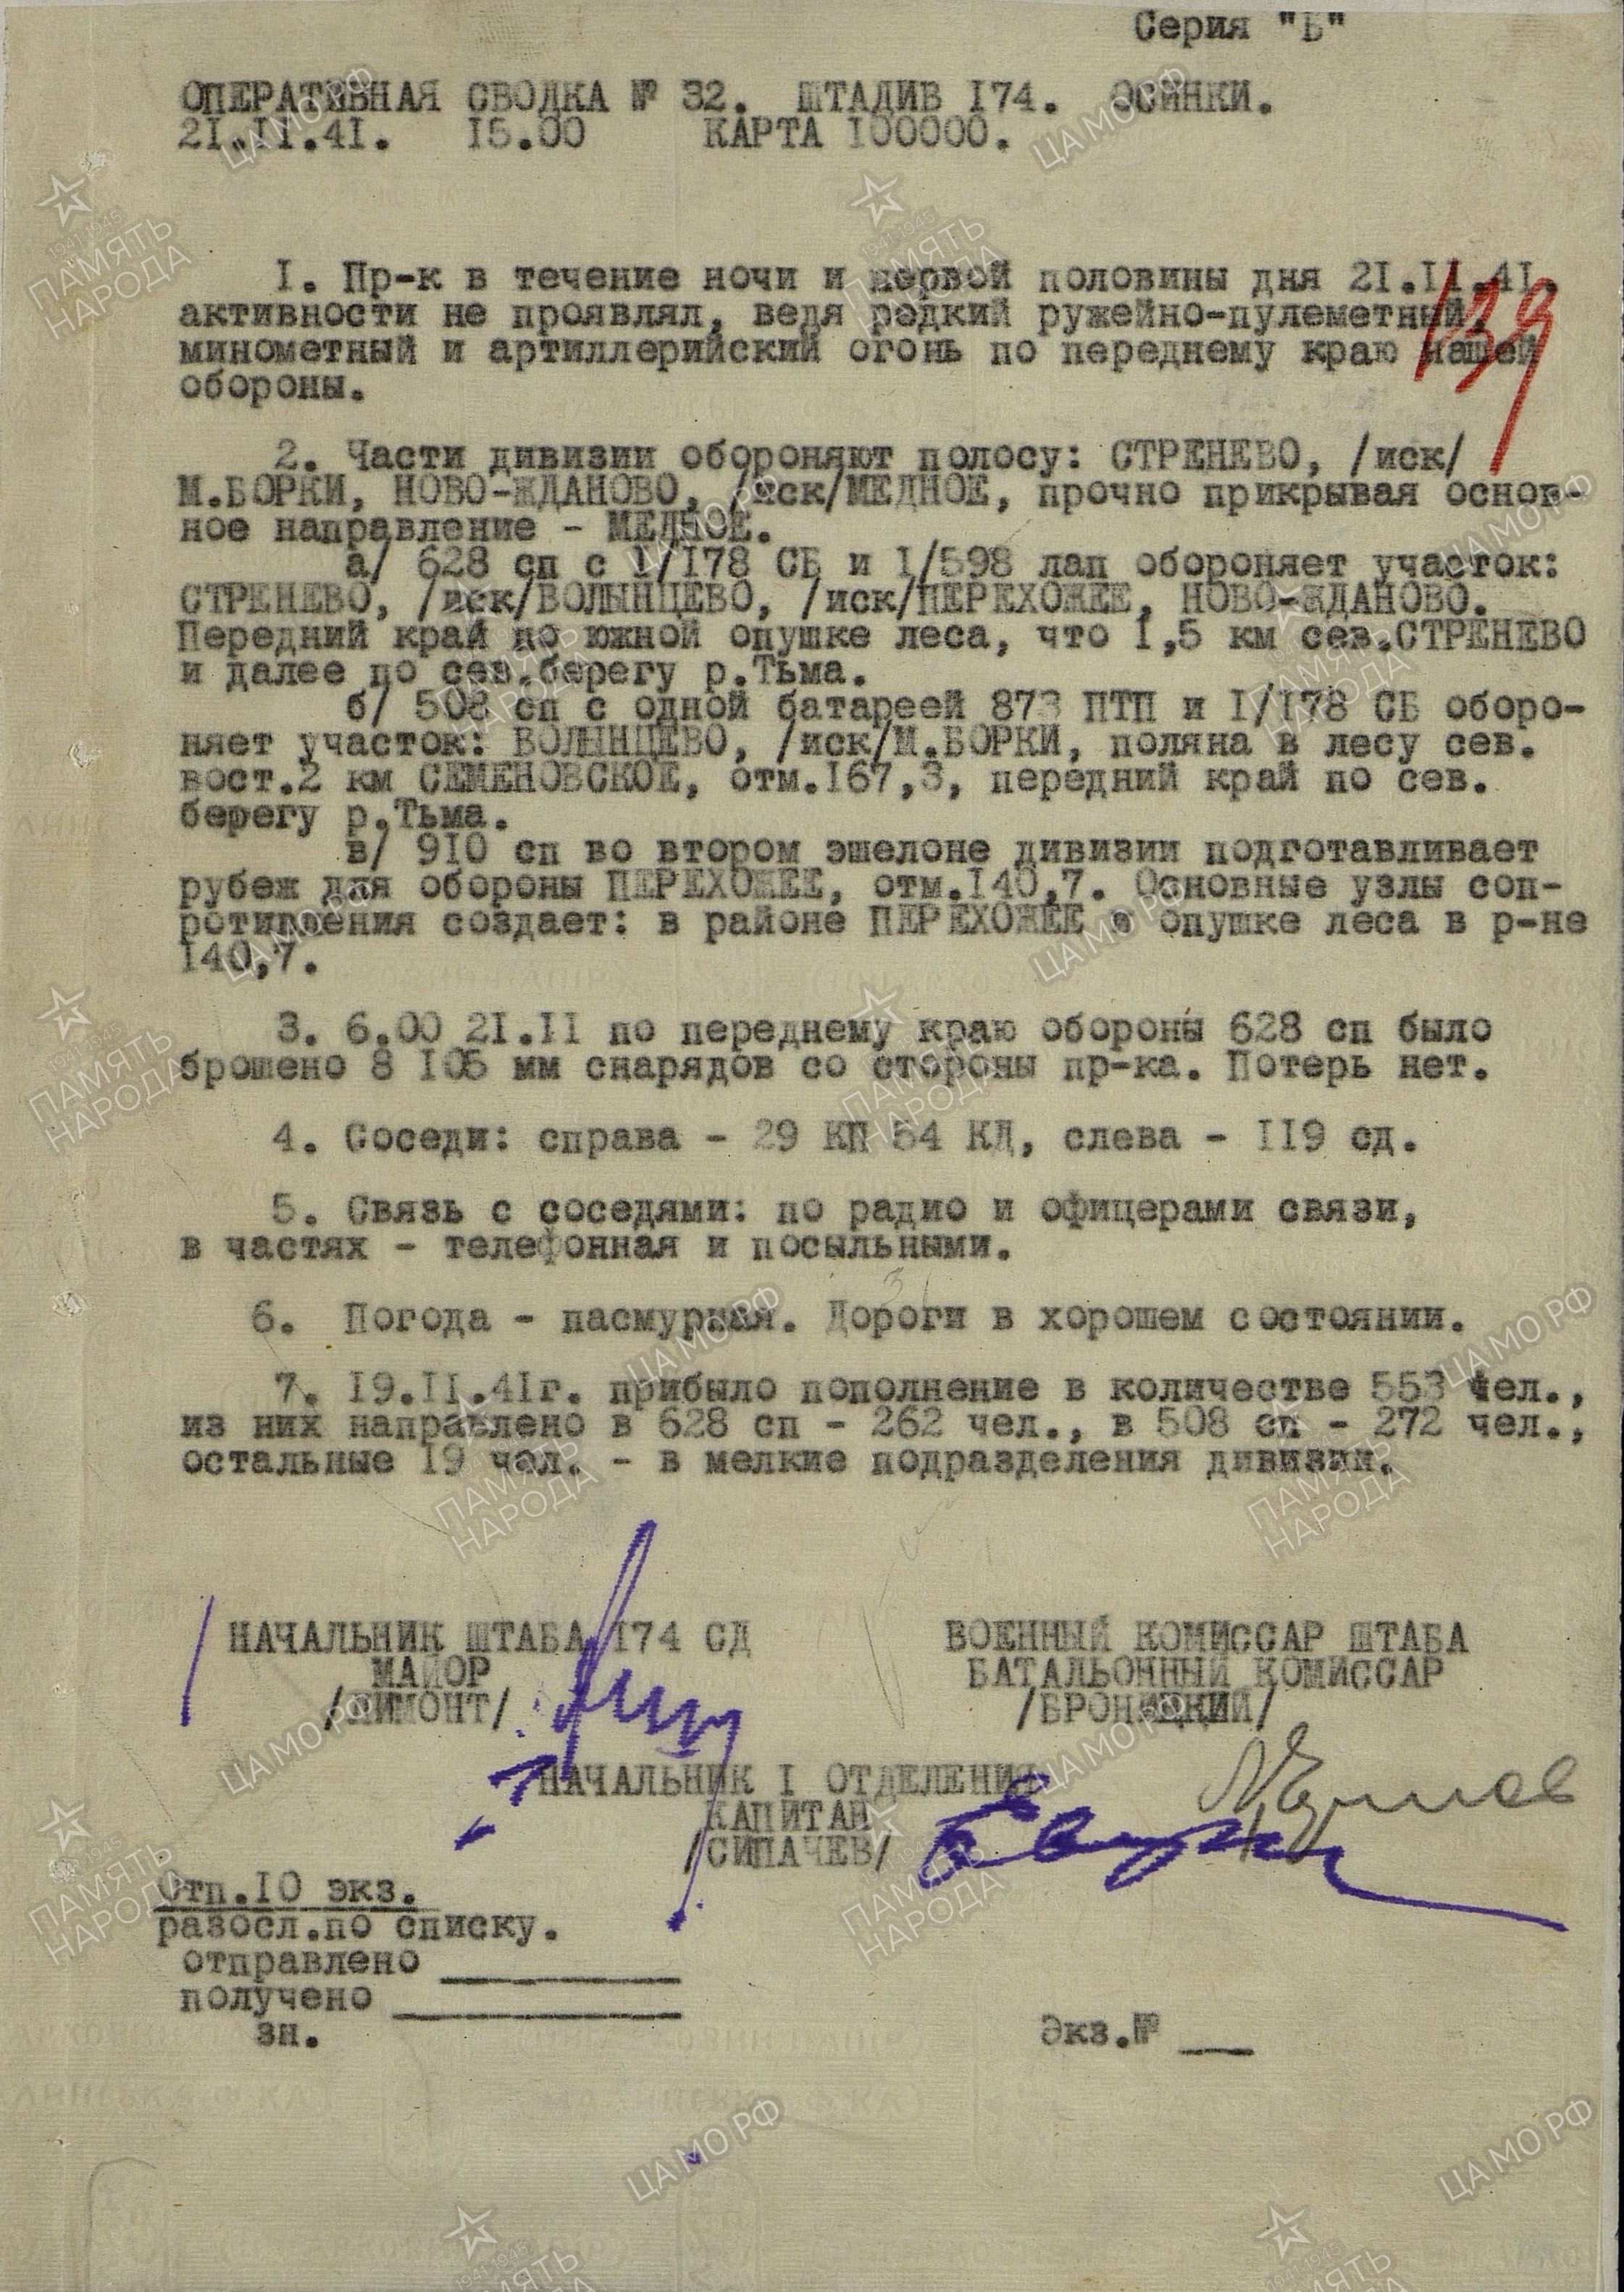 Серия "Б"
ОПЕРАТИВНАЯ СВОДКА № 32. ШТАДИВ 174. ОСИНКИ.
21.11.41. 15.00 КАРТА 100000.
1. Пр-к в течение ночи и первой половины дня 21.11.41.
активности не проявлял, ведя редкий ружейно-пулеметный,
минометный и артиллерийский огонь по переднему краю нашей
обороны.
139
2. Части дивизии обороняют полосу: СТРЕНЕВО, /иск/
М.БОРКИ, НОВО-ЖДАНОВО, /иск/МЕДНОЕ, прочно прикрывая основ-
ное направление - МЕДНОЕ.
а/ 628 сп с 1/178 СБ и 1/598 лап обороняет участок:
СТРЕНЕВО, /иск/ВОЛЫНЦЕВО, /иск/ПЕРЕХОЖЕЕ, НОВО-ЖДАНОВО.
Передний край по южной опушке леса, что 1,5 км сев.СТРЕНЕВО
и далее по сев.берегу р.Тьма.
б/ 508 сп с одной батареей 873 ПТП и 1/178 СБ оборо-
няет участок: ВОЛЫНЦЕВО, /иск/М.БОРКИ, поляна в лесу сев.
вост.2 км СЕМЕНОВСКОЕ, отм.167,3, передний край по сев.
берегу р.Тьма.
в/ 910 сп во втором эшелоне дивизии подготавливает
рубеж для обороны ПЕРЕХОЖЕЕ, отм.140,7. Основные узлы соп-
ротивления создает: в районе ПЕРЕХОЖЕЕ и опушке леса в р-не
140,7.
3. 6.00 21.11 по переднему краю обороны 628 сп было
брошено 8 105 мм снарядов со стороны пр-ка. Потерь нет.
4. Соседи: справа - 29 КП 54 КД, слева - 119 сд.
5. Связь с соседями: по радио и офицерами связи,
в частях - телефонная и посыльными.
6. Погода - пасмурная. Дороги в хорошем состоянии.
7. 19.11.41г. прибыло пополнение в количестве 553 чел.,
из них направлено в 628 сп - 262 чел., в 508 сп - 272 чел.,
остальные 19 чел. - в мелкие подразделения дивизии.
НАЧАЛЬНИК ШТАБА 174 СД ВОЕННЫЙ КОМИССАР ШТАБА
МАЙОР БАТАЛЬОННЫЙ КОМИССАР
/ЛИМОНТ/ /БРОНИЦКИЙ/
НАЧАЛЬНИК 1 ОТДЕЛЕНИЯ
КАПИТАН
/СИПАЧЕВ/
Отп.10 экз.
разосл.по списку.
отправлено
получено
зн. Экз.№
ПАМЯТЬ НАРОДА
1941-1945
ЦАМО РФ